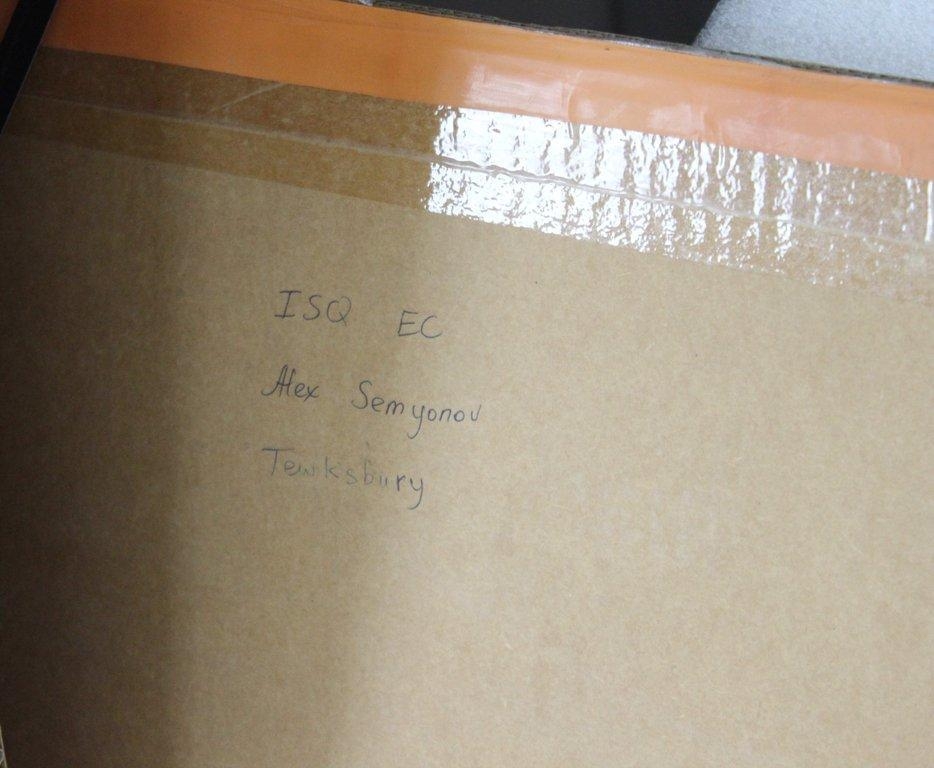 ISQ EC
Alex Semyonov
Tewksbury